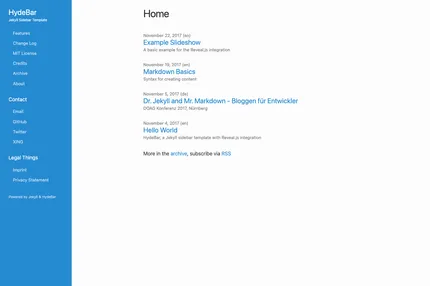 HydeBar
Jekyll Sidebar Template
Features
Change Log
MIT License
Credits
Archive
About
Contact
Email
GitHub
Twitter
XING
Legal Things
Imprint
Privacy Statement
Powered by Jekyll & HydeBar
Home
November 22, 2017 (en)
Example Slideshow
A basic example for the Reveal.js integration
November 19, 2017 (en)
Markdown Basics
Syntax for creating content
November 5, 2017 (de)
Dr. Jekyll and Mr. Markdown - Bloggen für Entwickler
DOAG Konferenz 2017, Nürnberg
November 4, 2017 (en)
Hello World
HydeBar, a Jekyll sidebar template with Reveal.js integration
More in the archive, subscribe via RSS